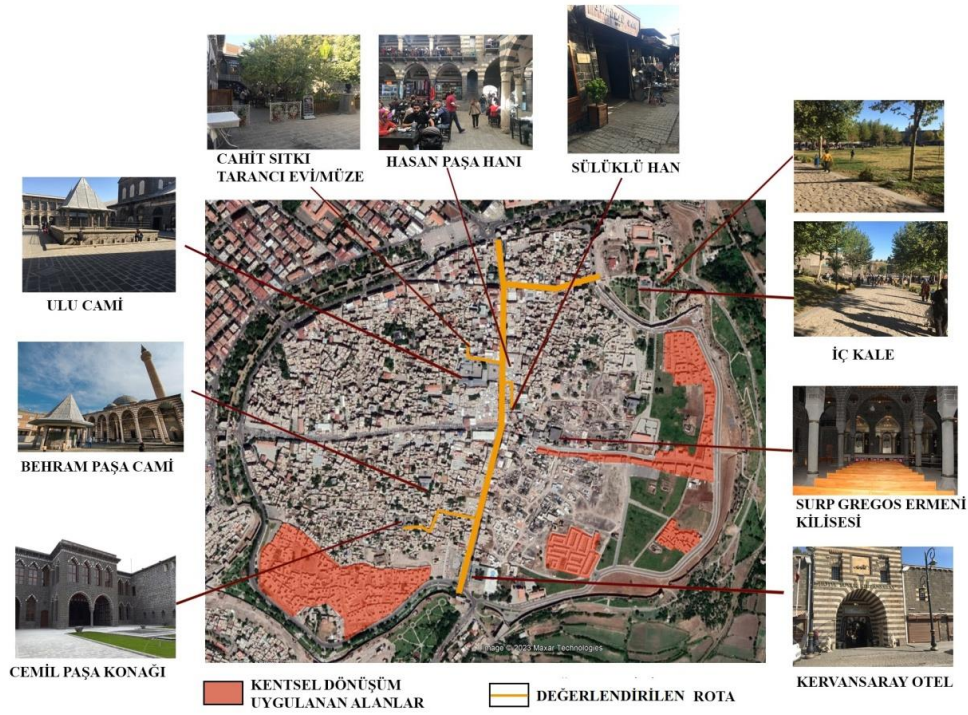 CAHİT SITKI
TARANCI EVİ/MÜZE
HASAN PAŞA HANI
SÜLÜKLÜ HAN
ULU CAMİ
İÇ KALE
BEHRAM PAŞA CAMİ
SURP GREGOS ERMENİ
KİLİSESİ
CEMİL PAŞA KONAĞI
KERVANSARAY OTEL
Image © 2023 Maxar Technologies
KENTSEL DÖNÜŞÜM
UYGULANAN ALANLAR
DEĞERLENDİRİLEN ROTA